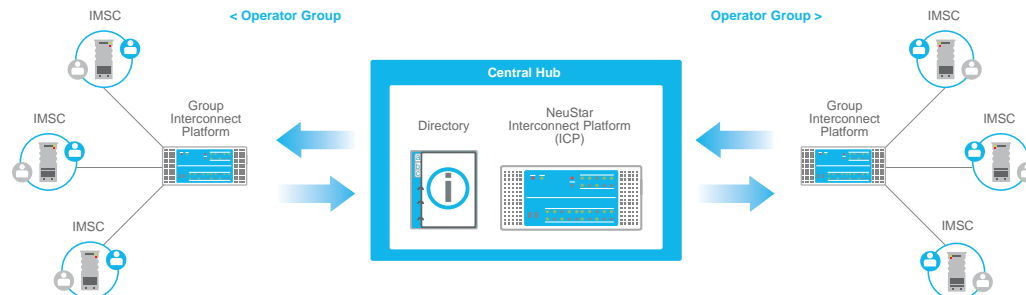 IMSC
< Operator Group
Operator Group >
IMSC
Central Hub
Group
Interconnect
Platform
IMSC
Directory
NeuStar
Interconnect Platform
(ICP)
Group
Interconnect
Platform
IMSC
IMSC
IMSC